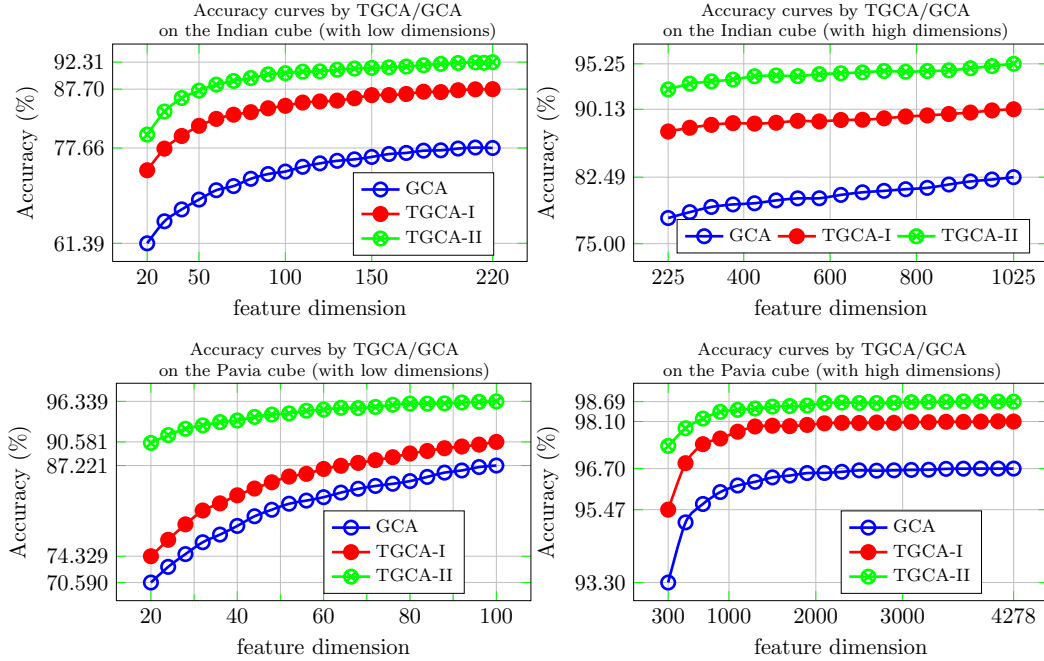 Accuracy curves by TGCA/GCA
on the Indian cube (with low dimensions)
Accuracy (%)
92.31
87.70
77.66
61.39
GCA
TGCA-I
TGCA-II
20 50 100 150 220
feature dimension
Accuracy curves by TGCA/GCA
on the Indian cube (with high dimensions)
Accuracy (%)
95.25
90.13
82.49
75.00
GCA TGCA-I TGCA-II
225 400 600 800 1025
feature dimension
Accuracy curves by TGCA/GCA
on the Pavia cube (with low dimensions)
Accuracy (%)
96.339
90.581
87.221
74.329
70.590
GCA
TGCA-I
TGCA-II
20 40 60 80 100
feature dimension
Accuracy curves by TGCA/GCA
on the Pavia cube (with high dimensions)
Accuracy (%)
98.69
98.10
96.70
95.47
93.30
GCA
TGCA-I
TGCA-II
300 1000 2000 3000 4278
feature dimension